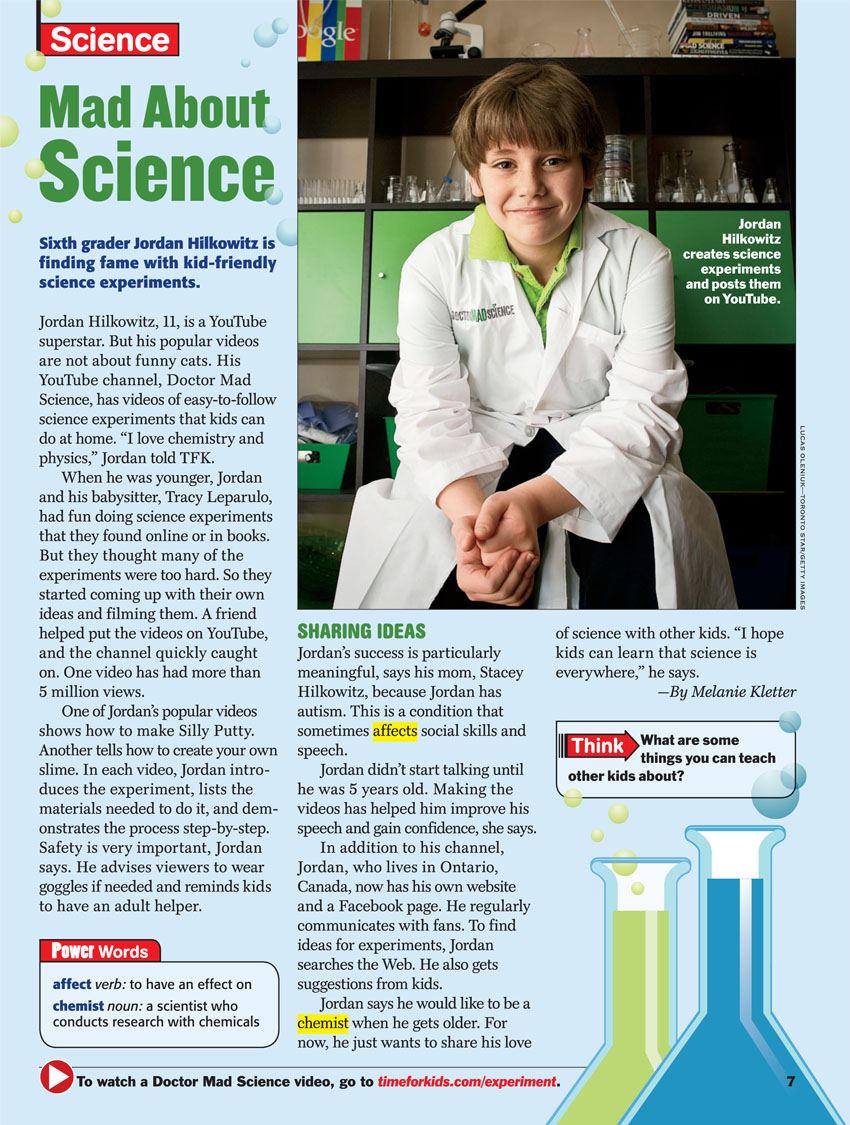 Science
Mad About
Science
Sixth grader Jordan Hilkowitz is
finding fame with kid-friendly
science experiments.
Jordan Hilkowitz, 11, is a YouTube
superstar. But his popular videos
are not about funny cats. His
YouTube channel, Doctor Mad
Science, has videos of easy-to-follow
science experiments that kids can
do at home. “I love chemistry and
physics,” Jordan told TFK.
When he was younger, Jordan
and his babysitter, Tracy Leparulo,
had fun doing science experiments
that they found online or in books.
But they thought many of the
experiments were too hard. So they
started coming up with their own
ideas and filming them. A friend
helped put the videos on YouTube,
and the channel quickly caught
on. One video has had more than
5 million views.
One of Jordan’s popular videos
shows how to make Silly Putty.
Another tells how to create your own
slime. In each video, Jordan intro-
duces the experiment, lists the
materials needed to do it, and dem-
onstrates the process step-by-step.
Safety is very important, Jordan
says. He advises viewers to wear
goggles if needed and reminds kids
to have an adult helper.
Power Words
affect verb: to have an effect on
chemist noun: a scientist who
conducts research with chemicals
gle
DRIVEN
JIM TRELIVING
MAD SCIENCE
DOCTOR MAD SCIENCE
Jordan
Hilkowitz
creates science
experiments
and posts them
on YouTube.
LUCAS OLENIUK—TORONTO STAR/GETTY IMAGES
SHARING IDEAS
Jordan’s success is particularly
meaningful, says his mom, Stacey
Hilkowitz, because Jordan has
autism. This is a condition that
sometimes affects social skills and
speech.
Jordan didn’t start talking until
he was 5 years old. Making the
videos has helped him improve his
speech and gain confidence, she says.
In addition to his channel,
Jordan, who lives in Ontario,
Canada, now has his own website
and a Facebook page. He regularly
communicates with fans. To find
ideas for experiments, Jordan
searches the Web. He also gets
suggestions from kids.
Jordan says he would like to be a
chemist when he gets older. For
now, he just wants to share his love
of science with other kids. “I hope
kids can learn that science is
everywhere,” he says.
—By Melanie Kletter
Think What are some
things you can teach
other kids about?
To watch a Doctor Mad Science video, go to timeforkids.com/experiment.
7